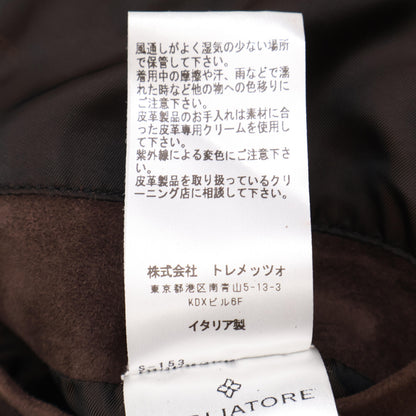 風通しがよく湿気の少ない場所
で保管して下さい。
着用中の摩擦や汗、雨などで濡
れた時など他の物への色移りに
ご注意下さい。
皮革製品のお手入れは素材に合
った皮革専用クリームを使用し
て下さい。
紫外線による変色にご注意下さ
い。
皮革製品を取り扱っているクリ
ーニング店に相談して下さい。
株式会社 トレメッツォ
東京都港区南青山5-13-3
KDXビル6F
イタリア製